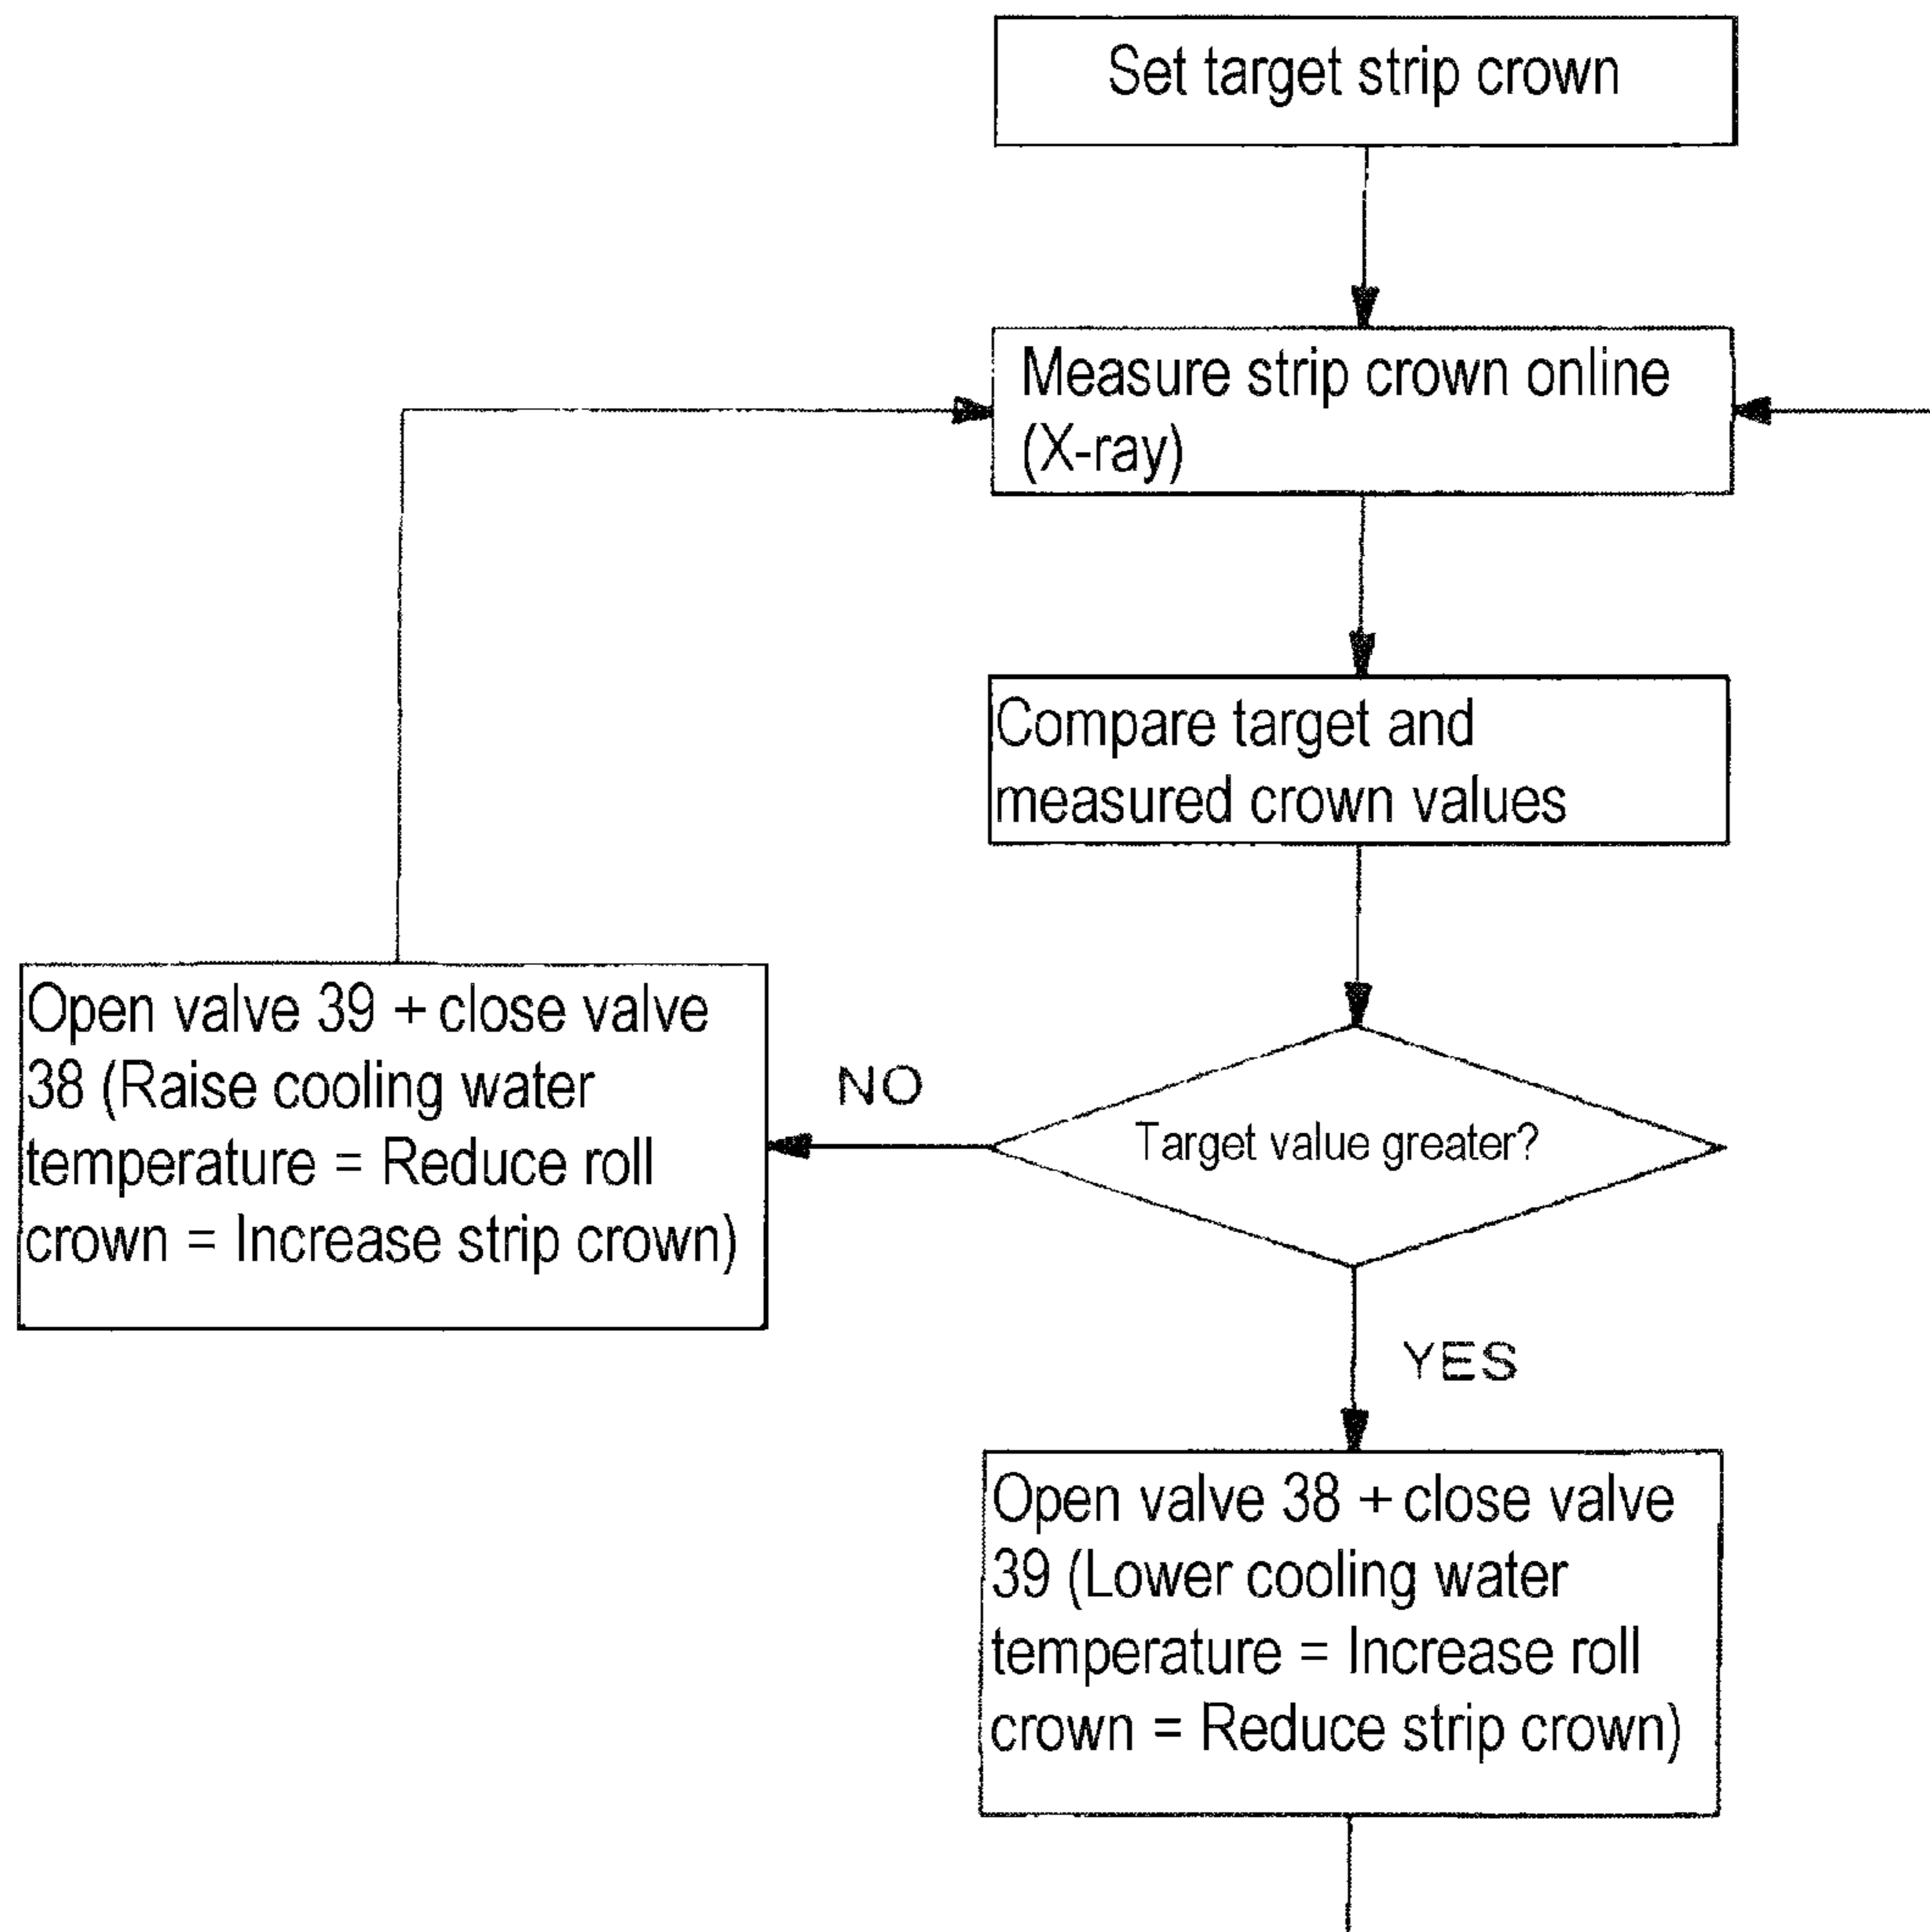 Set target strip crown
Measure strip crown online
(X-ray)
Compare target and
measured crown values
Target value greater?
NO
Open valve 39 + close valve
38 (Raise cooling water
temperature = Reduce roll
crown = Increase strip crown)
YES
Open valve 38 + close valve
39 (Lower cooling water
temperature = Increase roll
crown = Reduce strip crown)